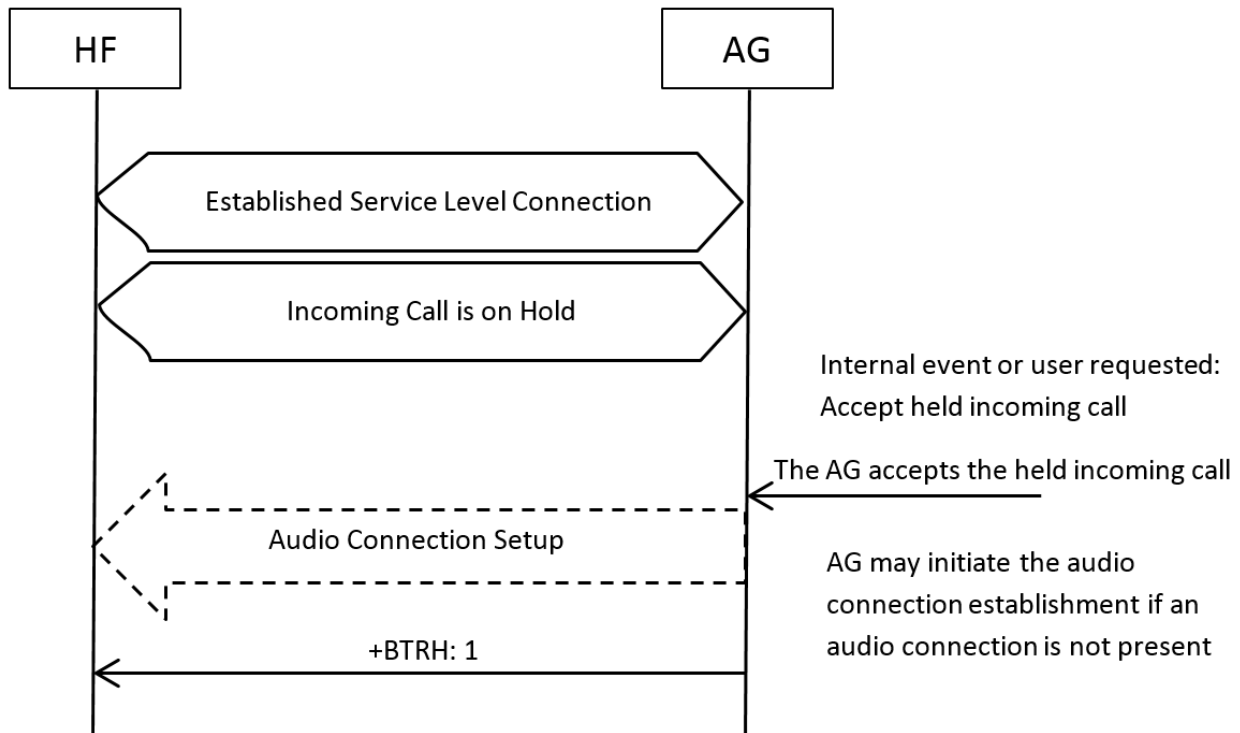 HF
AG
Established Service Level Connection
Incoming Call is on Hold
Internal event or user requested:
Accept held incoming call
The AG accepts the held incoming call
Audio Connection Setup
AG may initiate the audio
connection establishment if an
audio connection is not present
+BTRH: 1